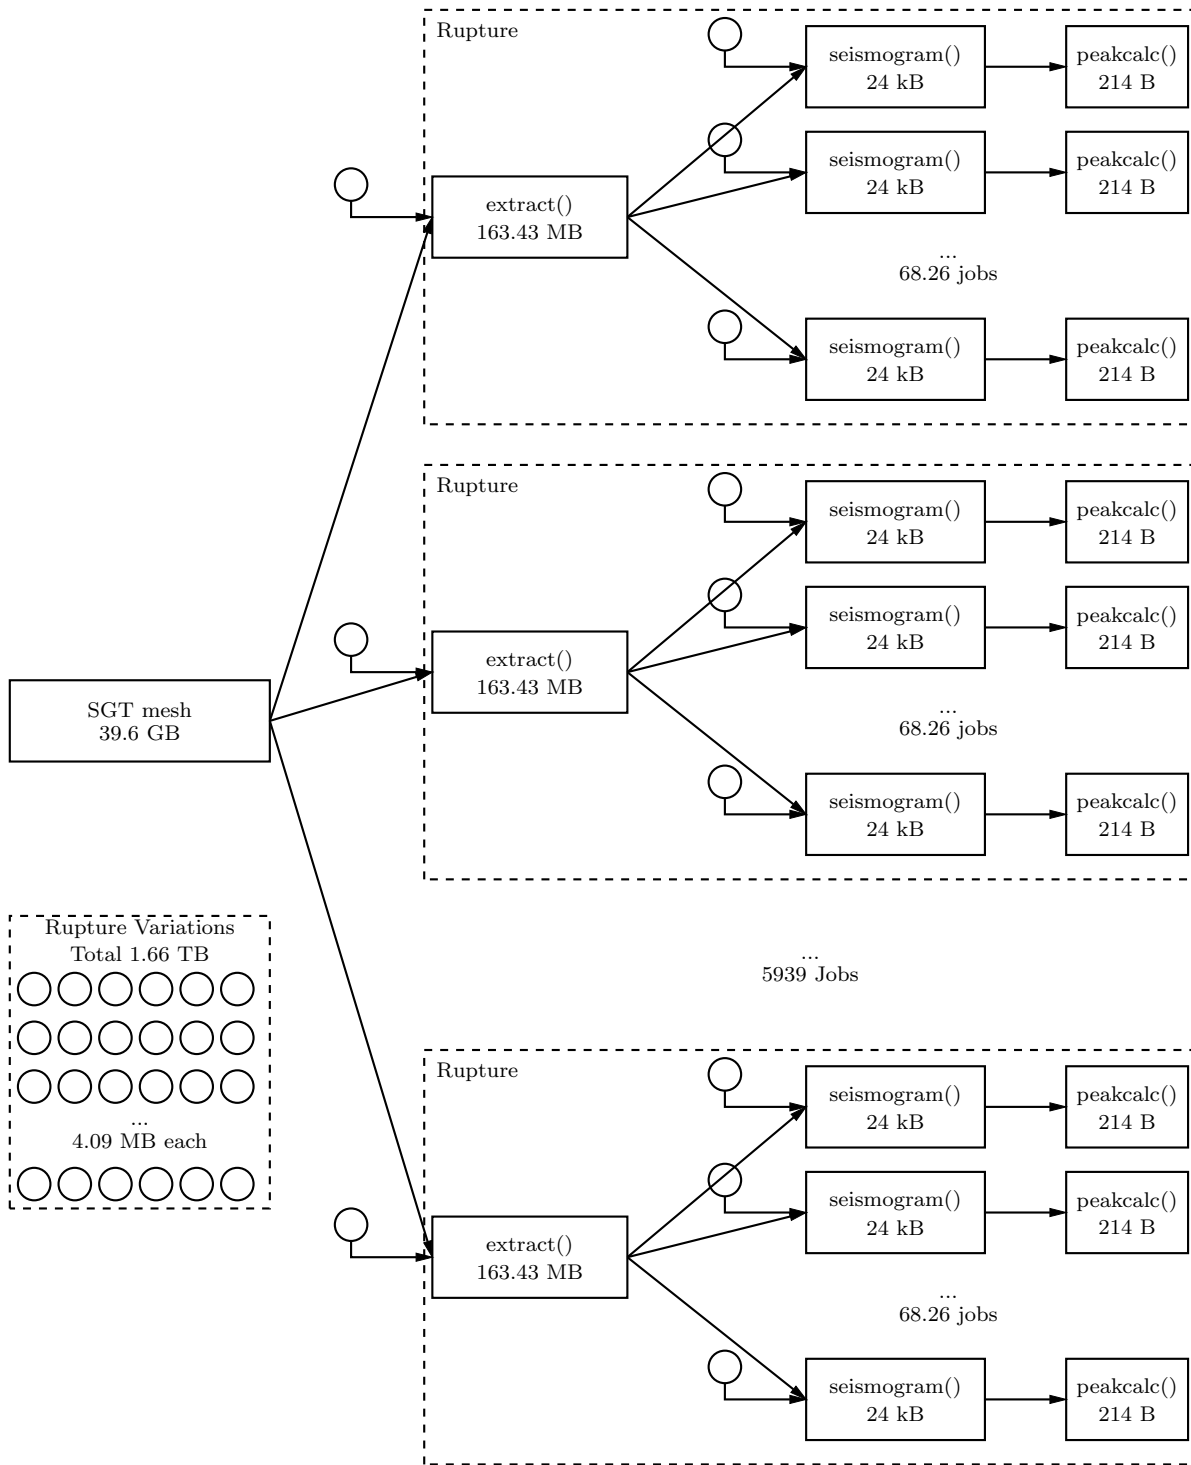 Rupture
seismogram()
24 kB
peakcalc()
214 B
seismogram()
24 kB
peakcalc()
214 B
extract()
163.43 MB
...
68.26 jobs
seismogram()
24 kB
peakcalc()
214 B
Rupture
seismogram()
24 kB
peakcalc()
214 B
seismogram()
24 kB
peakcalc()
214 B
extract()
163.43 MB
...
68.26 jobs
seismogram()
24 kB
peakcalc()
214 B
SGT mesh
39.6 GB
Rupture Variations
Total 1.66 TB
...
4.09 MB each
...
5939 Jobs
Rupture
seismogram()
24 kB
peakcalc()
214 B
seismogram()
24 kB
peakcalc()
214 B
extract()
163.43 MB
...
68.26 jobs
seismogram()
24 kB
peakcalc()
214 B